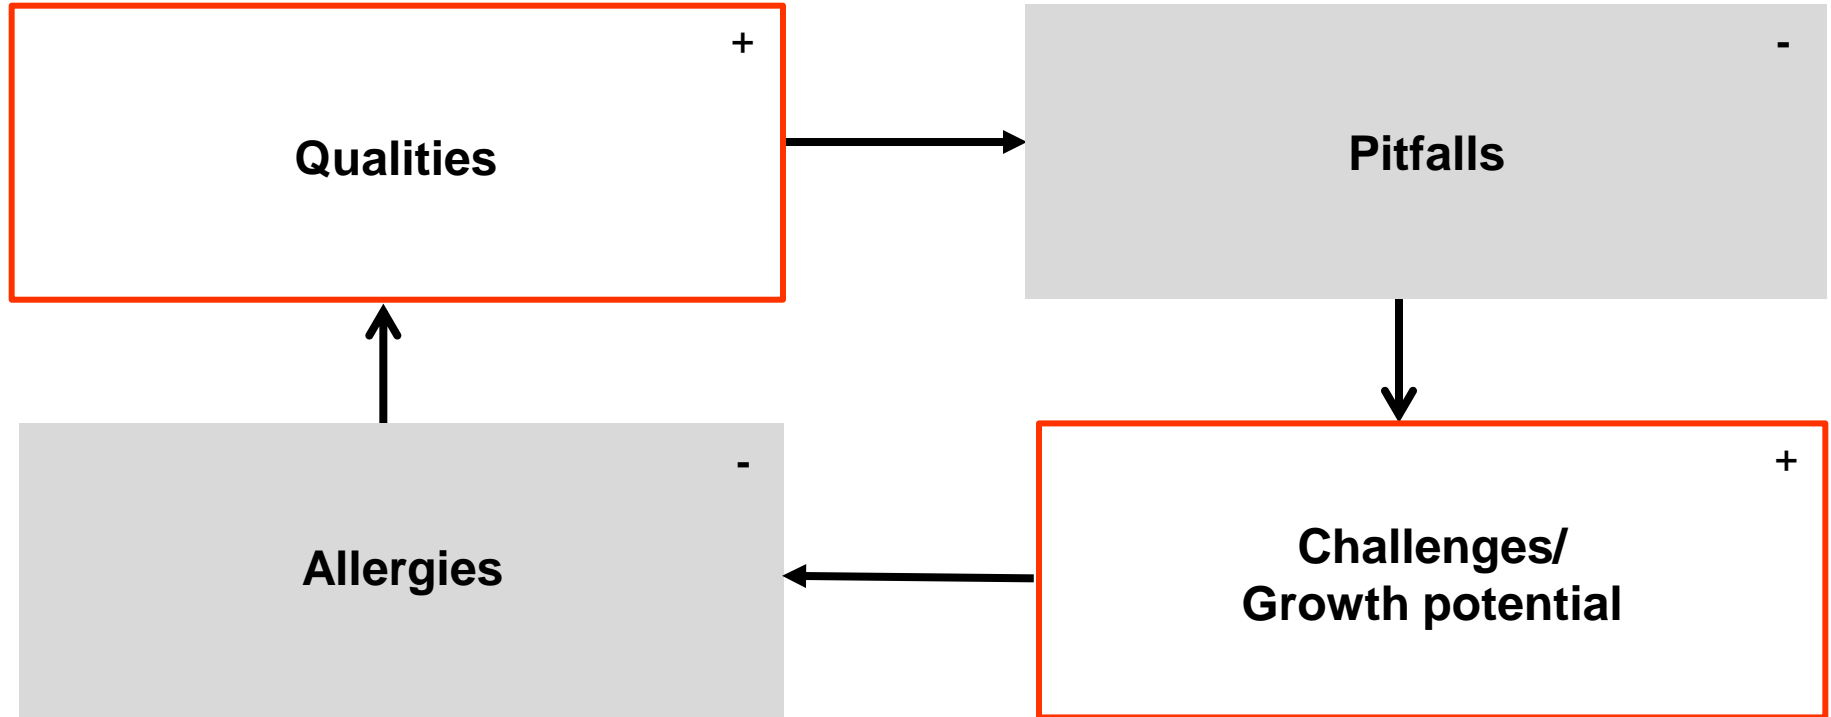 +
Qualities
-
Pitfalls
-
Allergies
+
Challenges/
Growth potential